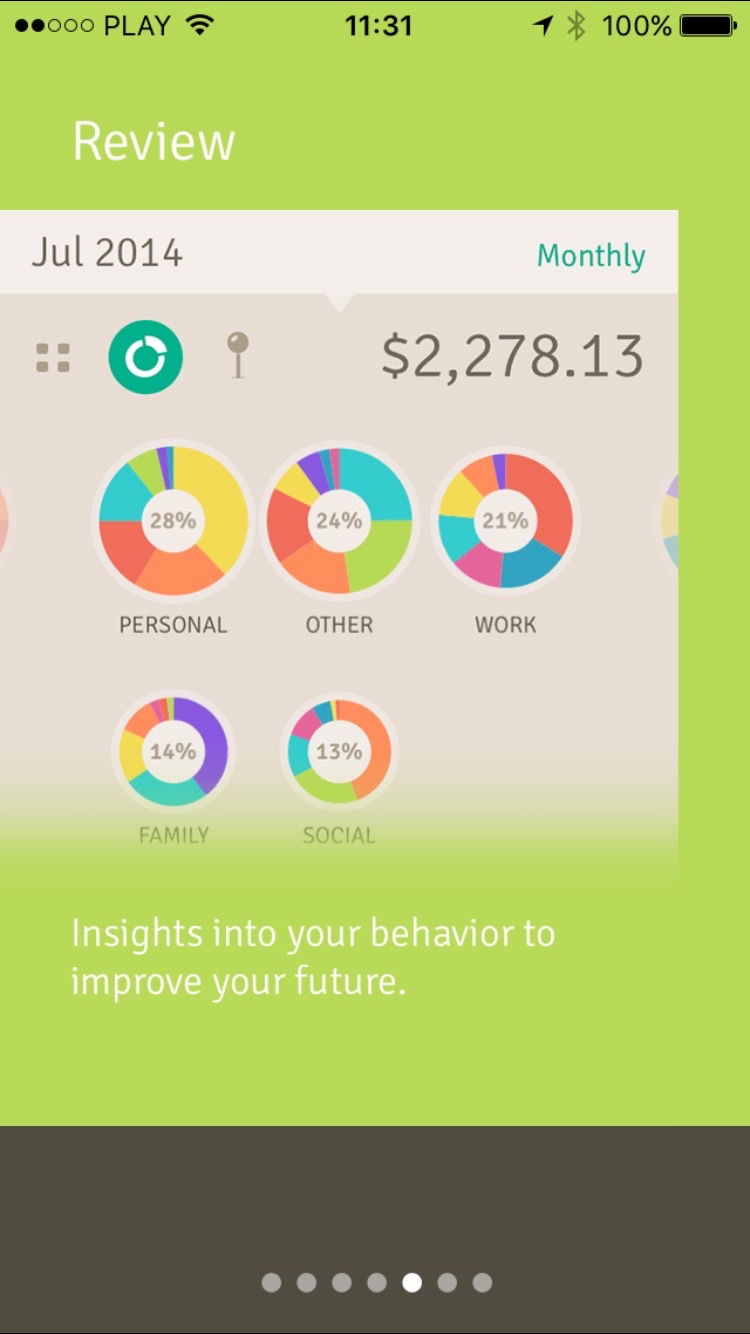 PLAY 11:31 100%
Review
Jul 2014 Monthly
$2,278.13
28% 24% 21%
PERSONAL OTHER WORK
14% 13%
FAMILY SOCIAL
Insights into your behavior to
improve your future.